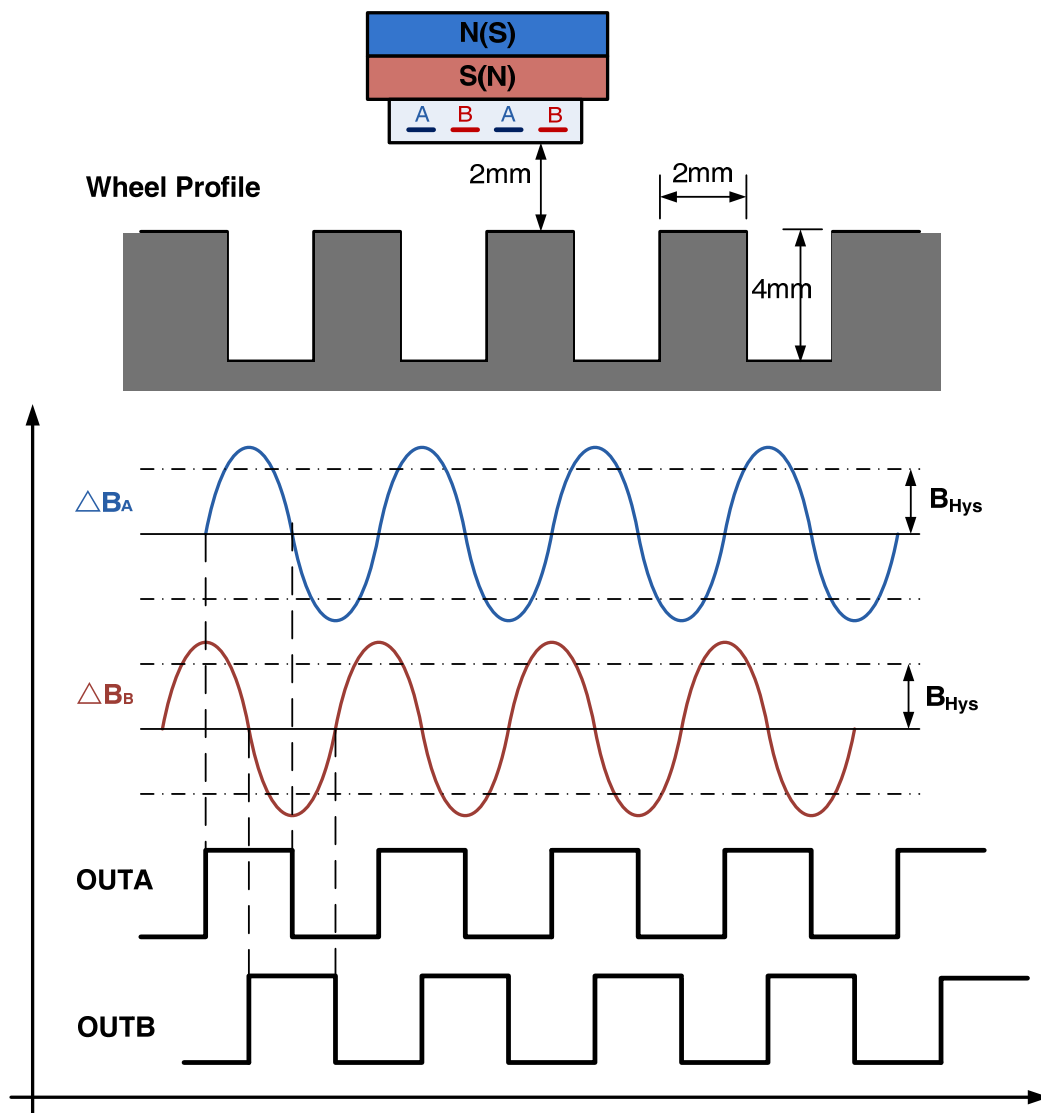 N(S)
S(N)
A B A B
2mm
2mm
Wheel Profile
4mm
△BA
BHys
△BB
BHys
OUTA
OUTB